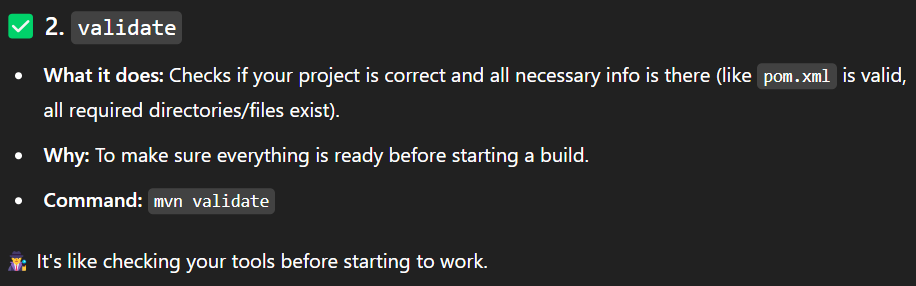 ✅ 2. validate
• What it does: Checks if your project is correct and all necessary info is there (like pom.xml is valid,
all required directories/files exist).
• Why: To make sure everything is ready before starting a build.
• Command: mvn validate
🕵️‍♀️ It's like checking your tools before starting to work.